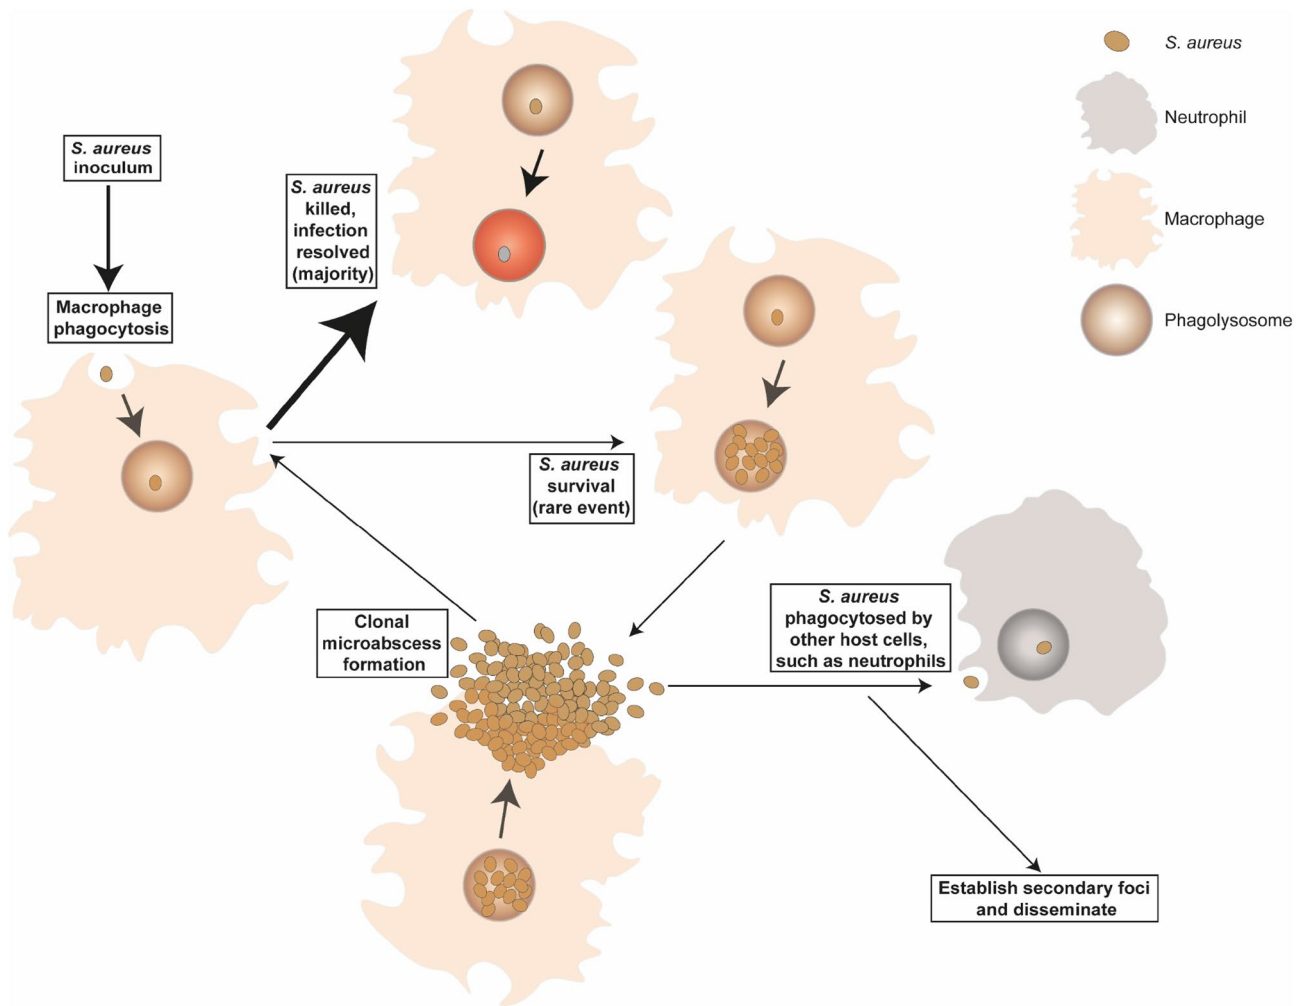 S. aureus
inoculum
Macrophage
phagocytosis
S. aureus
killed,
infection
resolved
(majority)
S. aureus
survival
(rare event)
Clonal
microabscess
formation
S. aureus
phagocytosed by
other host cells,
such as neutrophils
Establish secondary foci
and disseminate
S. aureus
Neutrophil
Macrophage
Phagolysosome